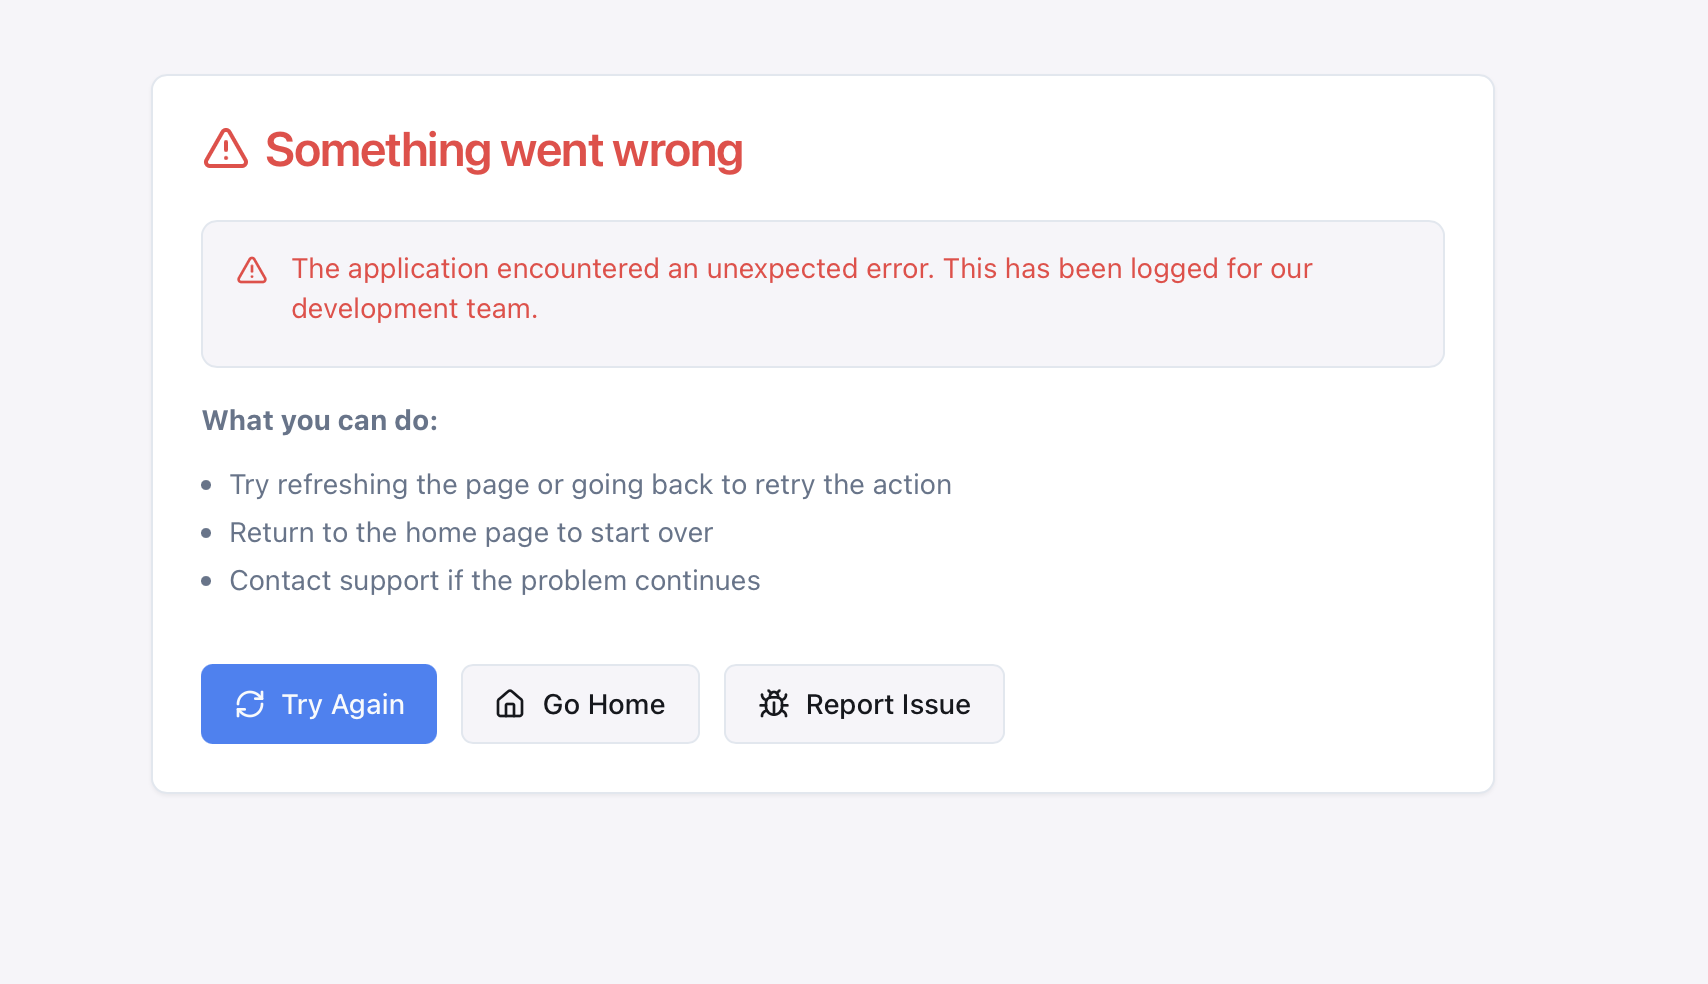 Something went wrong
The application encountered an unexpected error. This has been logged for our
development team.
What you can do:
Try refreshing the page or going back to retry the action
Return to the home page to start over
Contact support if the problem continues
Try Again
Go Home
Report Issue